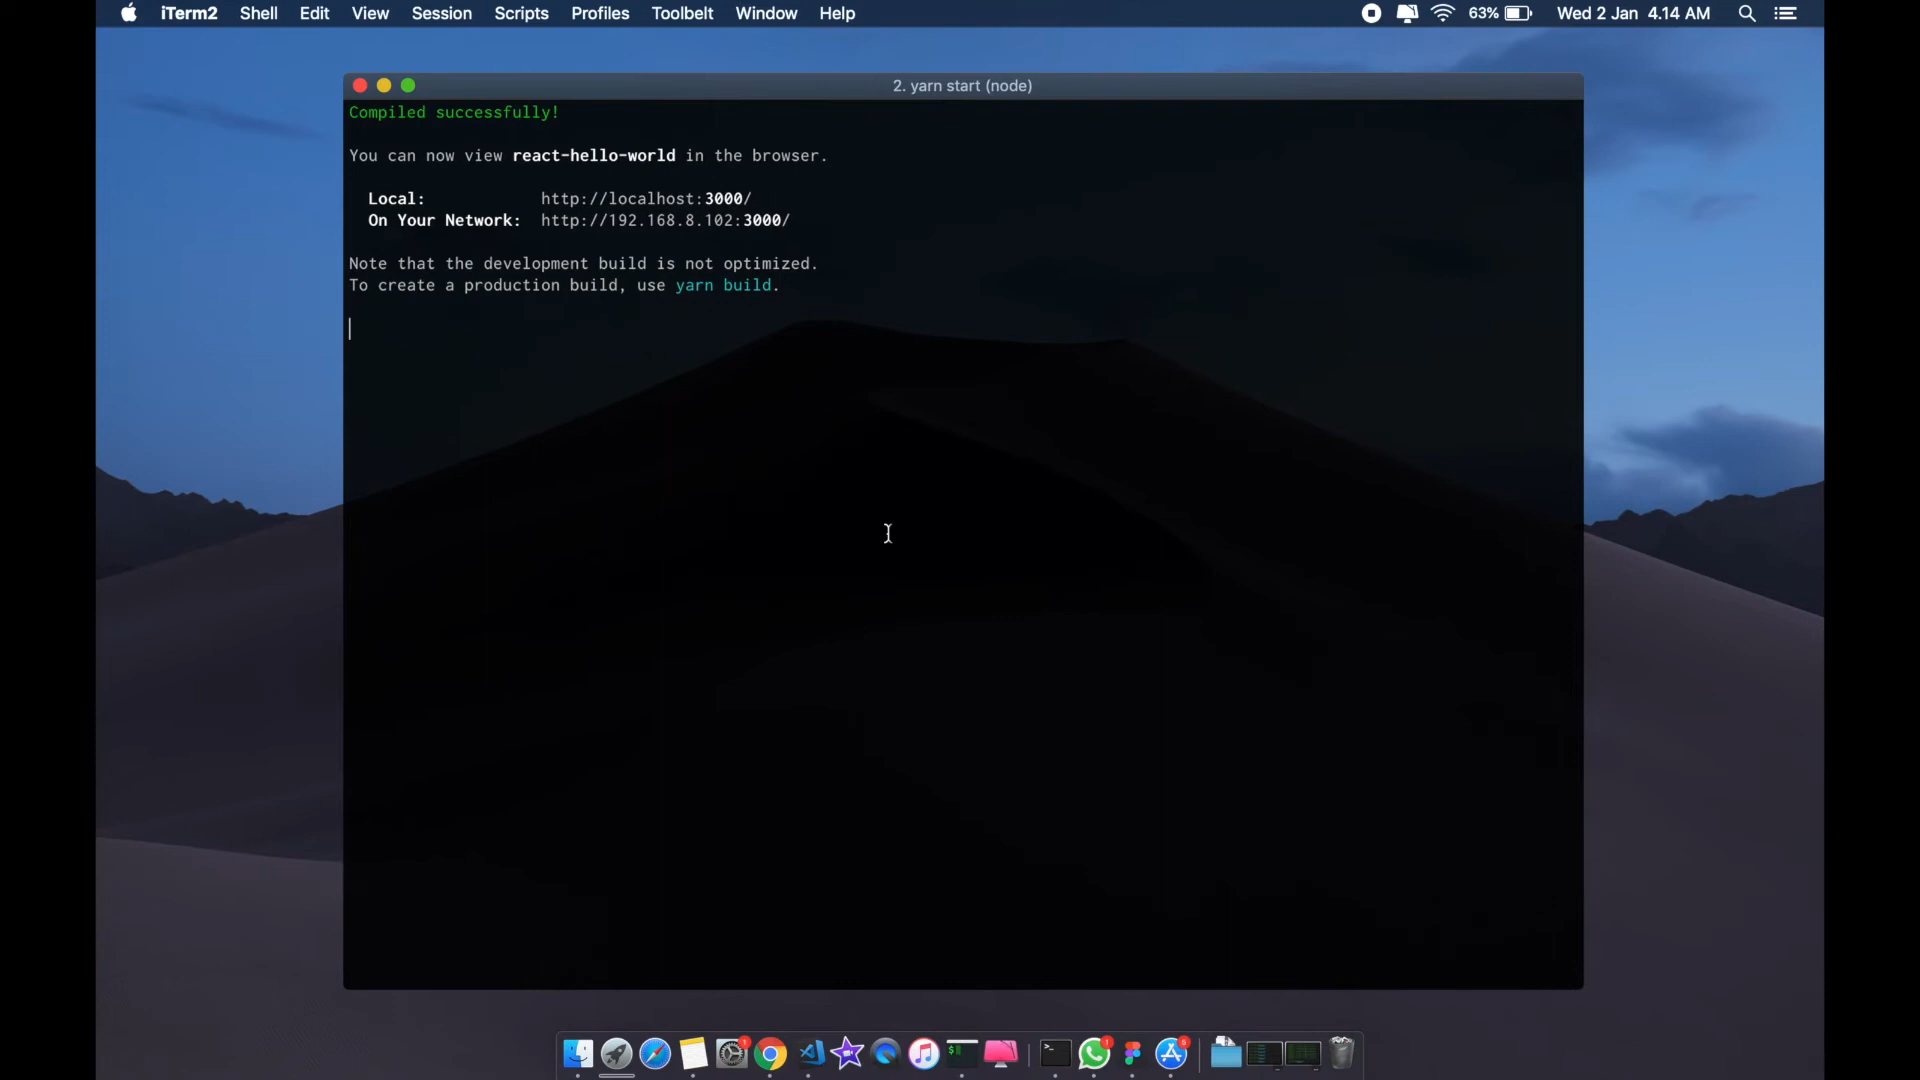 iTerm2 Shell Edit View Session Scripts Profiles Toolbelt Window Help 63% Wed 2 Jan 4.14 AM
2. yarn start (node)
Compiled successfully!
You can now view react-hello-world in the browser.
Local: http://localhost:3000/
On Your Network: http://192.168.8.102:3000/
Note that the development build is not optimized.
To create a production build, use yarn build.
1 1 5